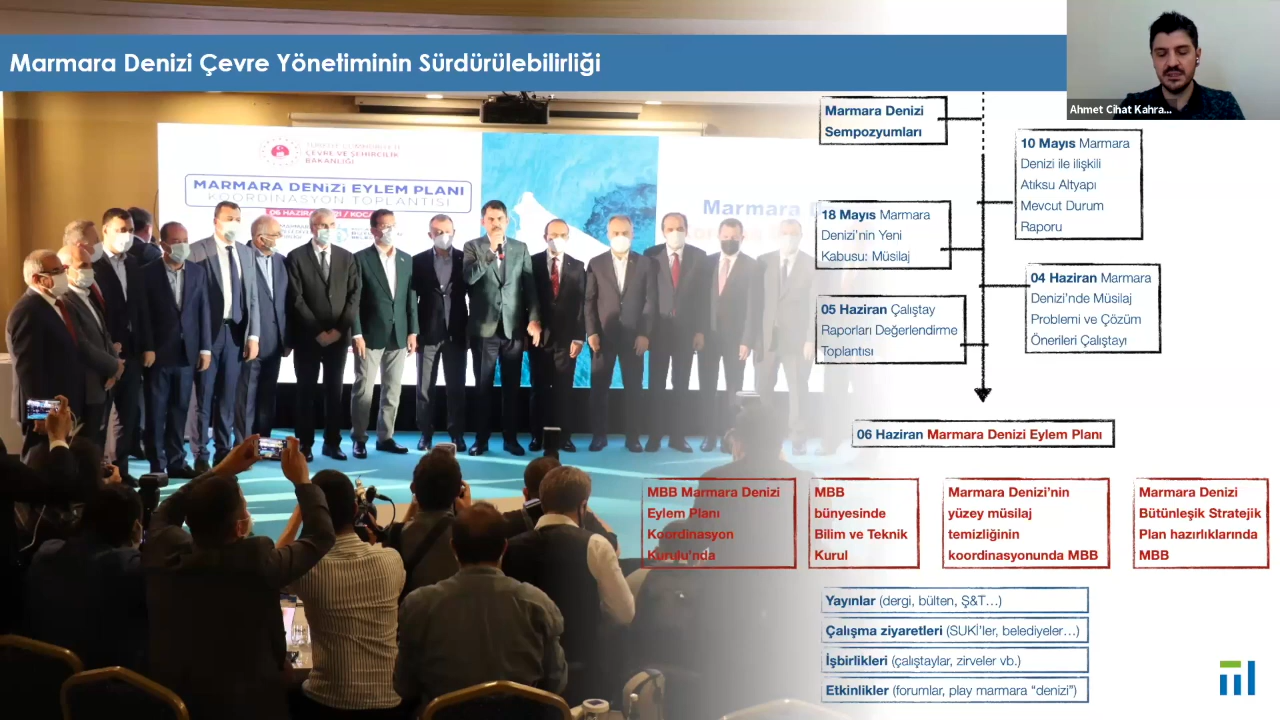 Marmara Denizi Çevre Yönetiminin Sürdürülebilirliği
Ahmet Cihat Kahra...
TÜRKİYE CUMHURİYETİ
ÇEVRE VE ŞEHİRCİLİK
BAKANLIĞI
MARMARA DENİZİ EYLEM PLANI
KOORDİNASYON TOPLANTISI
Marmara
Marmara Denizi
Sempozyumları
10 Mayıs Marmara
Denizi ile ilişkili
Atıksu Altyapı
Mevcut Durum
Raporu
18 Mayıs Marmara
Denizi'nin Yeni
Kabusu: Müsilaj
04 Haziran Marmara
Denizi'nde Müsilaj
Problemi ve Çözüm
Önerileri Çalıştayı
05 Haziran Çalıştay
Raporları Değerlendirme
Toplantısı
06 Haziran Marmara Denizi Eylem Planı
MBB Marmara Denizi
Eylem Planı
Koordinasyon
Kurulu'nda
MBB
bünyesinde
Bilim ve Teknik
Kurul
Marmara Denizi'nin
yüzey müsilaj
temizliğinin
koordinasyonunda MBB
Marmara Denizi
Bütünleşik Stratejik
Plan hazırlıklarında
MBB
Yayınlar (dergi, bülten, Ş&T...)
Çalışma ziyaretleri (SUKİ'ler, belediyeler...)
İşbirlikleri (çalıştaylar, zirveler vb.)
Etkinlikler (forumlar, play marmara "denizi")